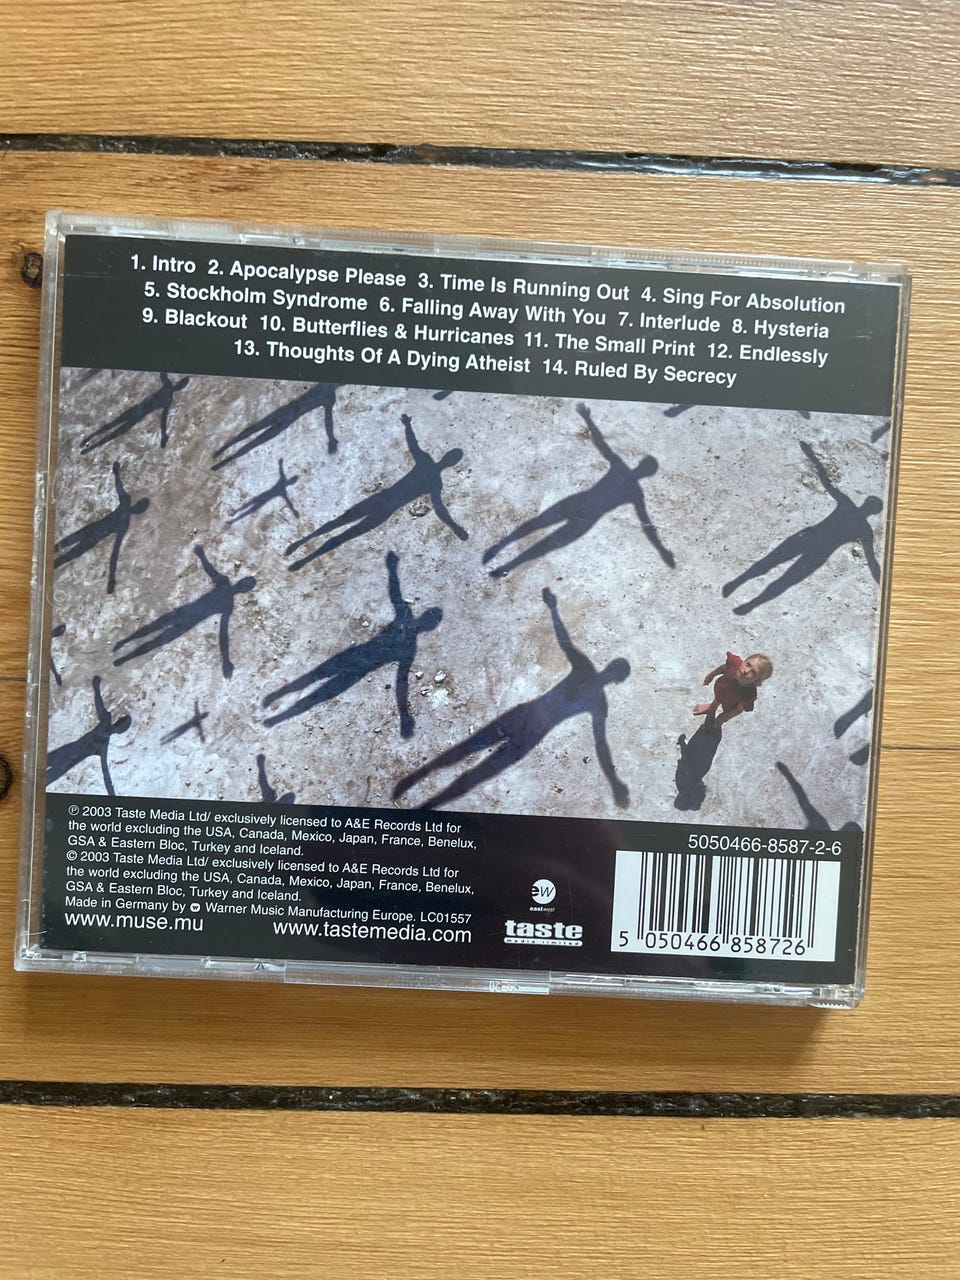 1. Intro 2. Apocalypse Please 3. Time Is Running Out 4. Sing For Absolution
5. Stockholm Syndrome 6. Falling Away With You 7. Interlude 8. Hysteria
9. Blackout 10. Butterflies & Hurricanes 11. The Small Print 12. Endlessly
13. Thoughts Of A Dying Atheist 14. Ruled By Secrecy
℗ 2003 Taste Media Ltd/ exclusively licensed to A&E Records Ltd for
the world excluding the USA, Canada, Mexico, Japan, France, Benelux,
GSA & Eastern Bloc, Turkey and Iceland.
© 2003 Taste Media Ltd/ exclusively licensed to A&E Records Ltd for
the world excluding the USA, Canada, Mexico, Japan, France, Benelux,
GSA & Eastern Bloc, Turkey and Iceland.
Made in Germany by Warner Music Manufacturing Europe. LC01557
www.muse.mu www.tastemedia.com
ew
eastwest
taste
media limited
5050466-8587-2-6
5 050466 858726